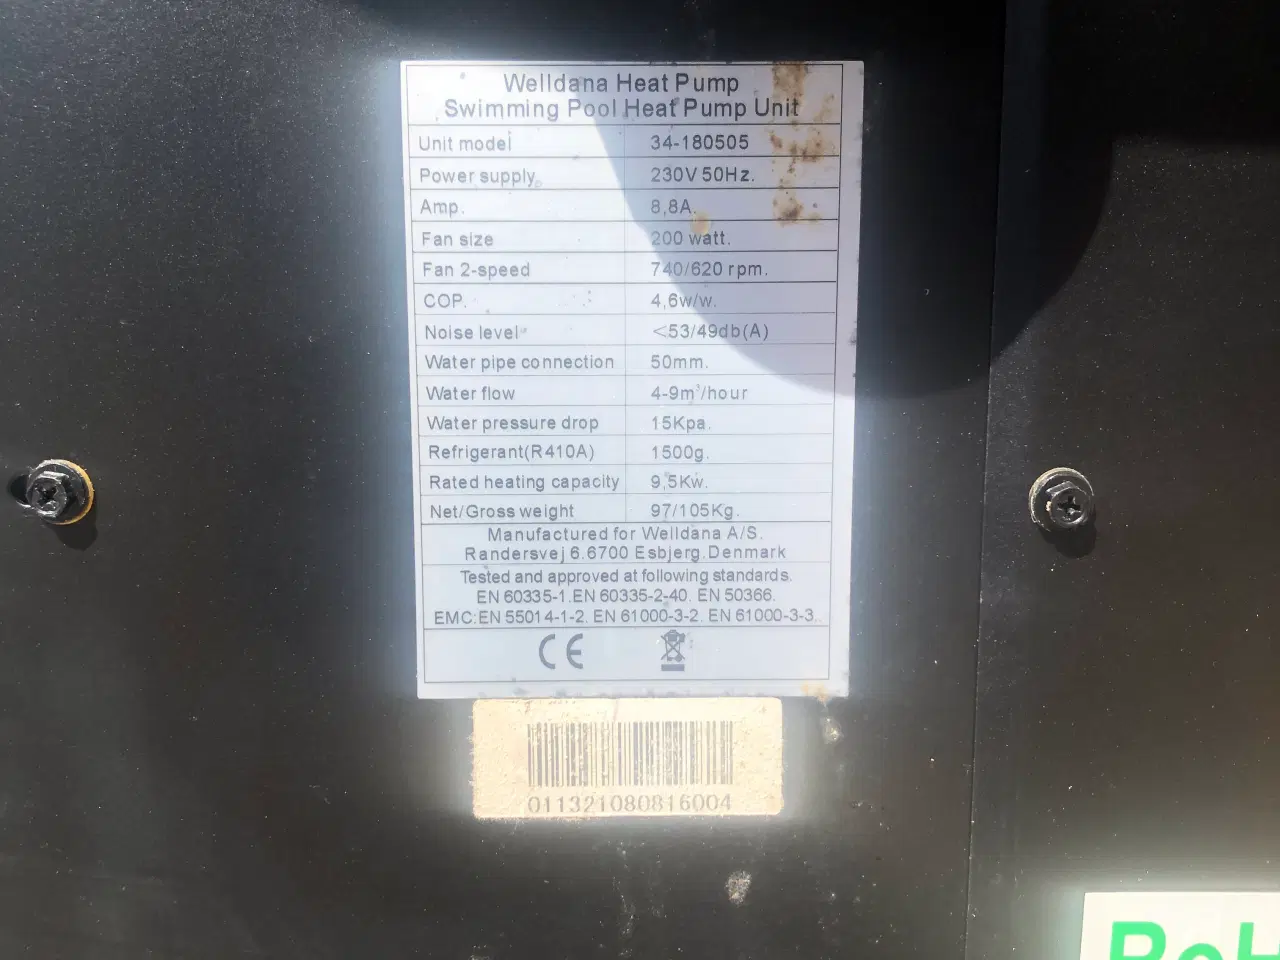 Welldana Heat Pump
Swimming Pool Heat Pump Unit
Unit model 34-180505
Power supply. 230V 50Hz.
Amp. 8,8A.
Fan size 200 watt.
Fan 2-speed 740/620 rpm.
COP. 4,6w/w.
Noise level <53/49db(A)
Water pipe connection 50mm.
Water flow 4-9m³/hour
Water pressure drop 15Kpa.
Refrigerant(R410A) 1500g.
Rated heating capacity 9,5Kw.
Net/Gross weight 97/105Kg.
Manufactured for Welldana A/S.
Randersvej 6.6700 Esbjerg.Denmark
Tested and approved at following standards.
EN 60335-1.EN 60335-2-40. EN 50366.
EMC:EN 55014-1-2. EN 61000-3-2. EN 61000-3-3.
CE
011321080816004
RoH